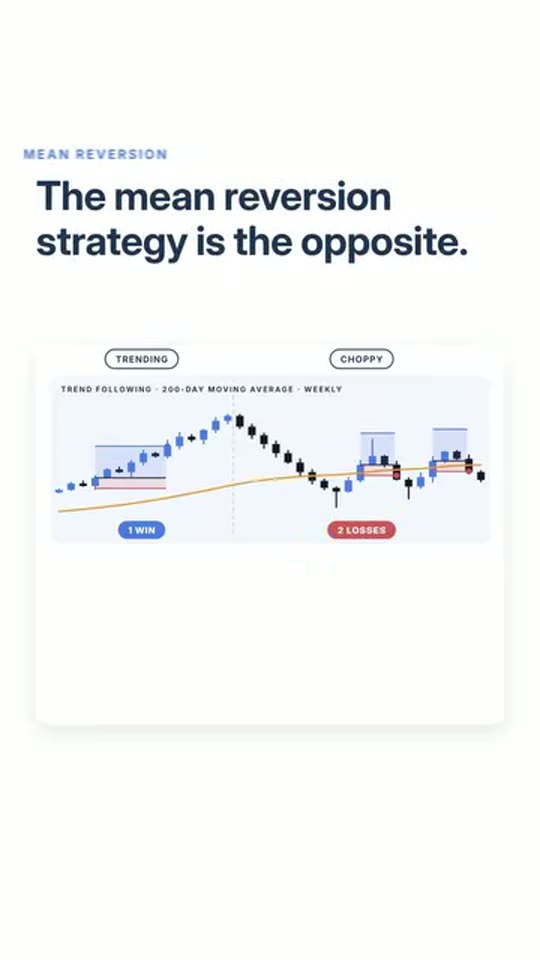 MEAN REVERSION
The mean reversion
strategy is the opposite.
TRENDING
CHOPPY
TREND FOLLOWING · 200-DAY MOVING AVERAGE · WEEKLY
1 WIN
2 LOSSES